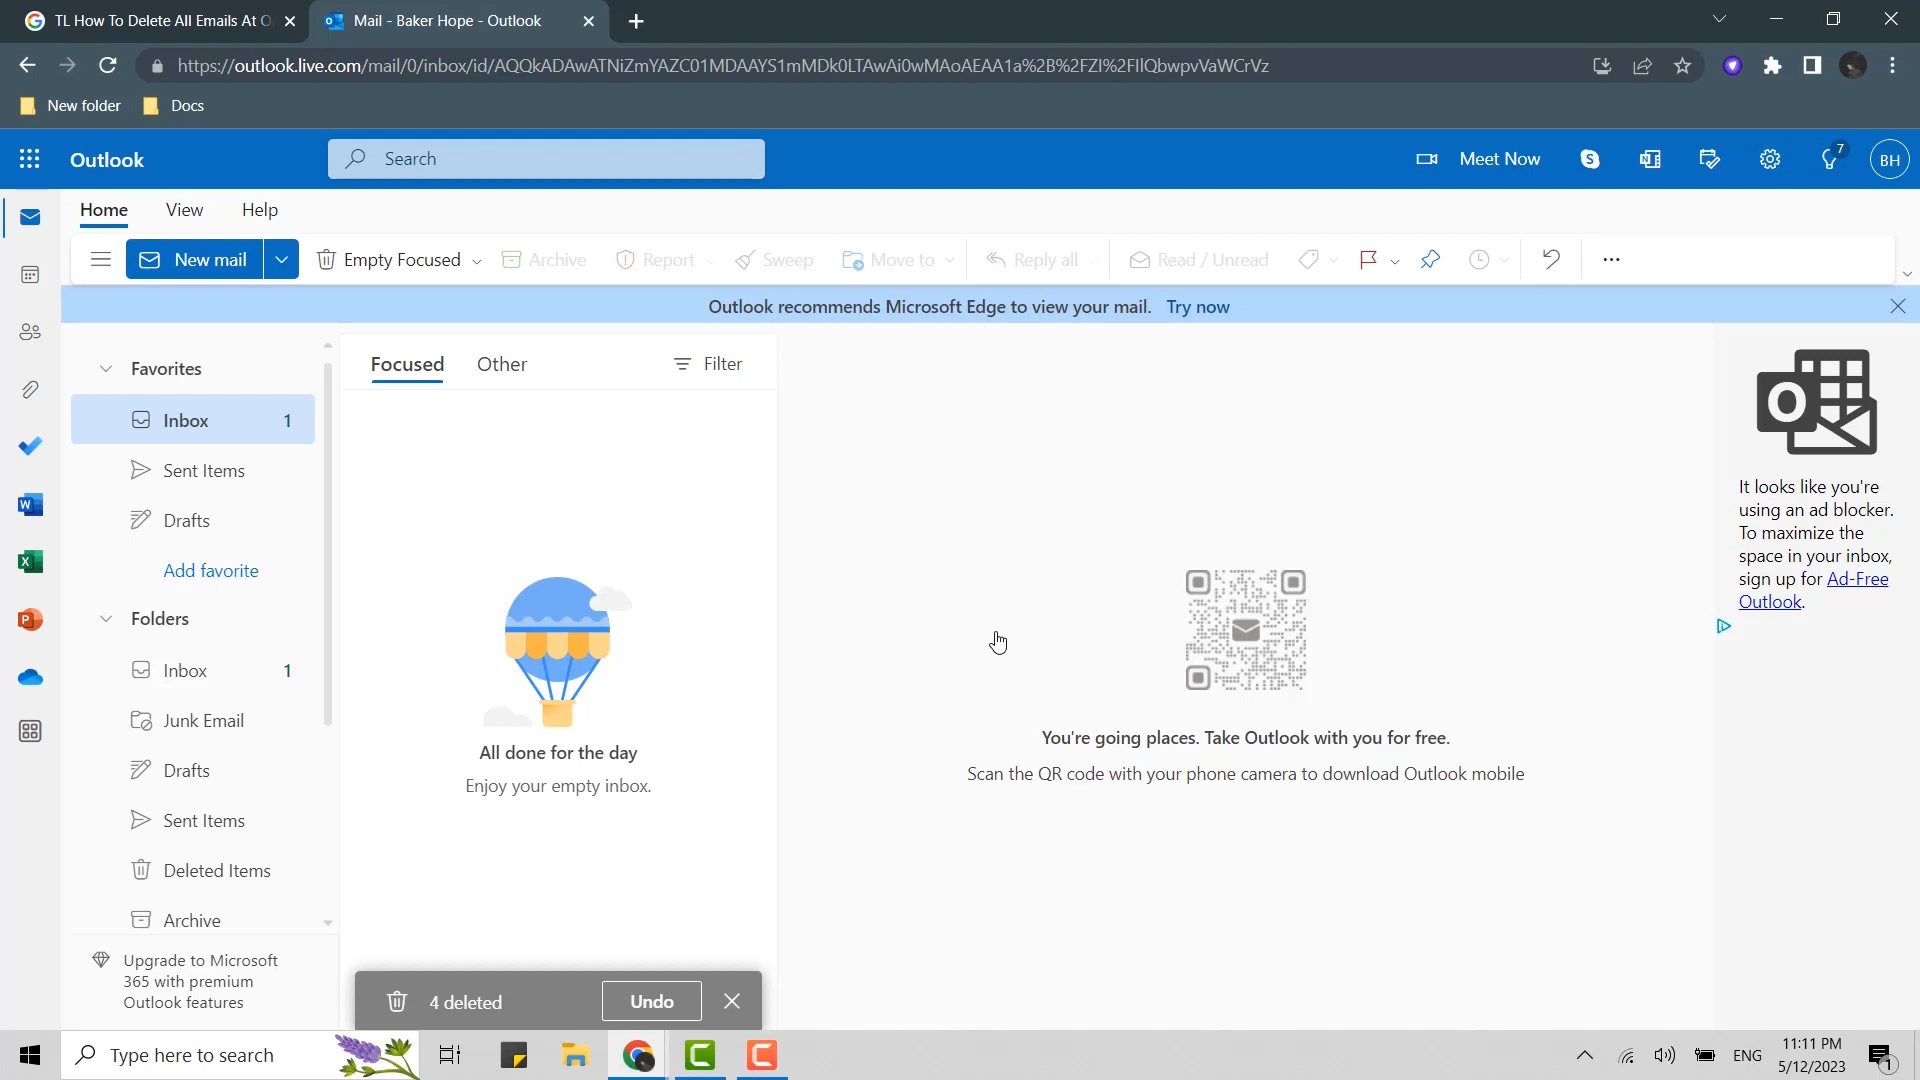 TL How To Delete All Emails At O
Mail - Baker Hope - Outlook
https://outlook.live.com/mail/0/inbox/id/AQQkADAwATNiZmYAZC01MDAAYS1mMDk0LTAwAi0wMAoAEAA1a%2B%2FZI%2FIlQbwpvVaWCrVz
New folder
Docs
Outlook
Search
Meet Now
7
BH
Home
View
Help
New mail
Empty Focused
Archive
Report
Sweep
Move to
Reply all
Read / Unread
Outlook recommends Microsoft Edge to view your mail. Try now
Favorites
Inbox 1
Sent Items
Drafts
Add favorite
Folders
Inbox 1
Junk Email
Drafts
Sent Items
Deleted Items
Archive
Upgrade to Microsoft
365 with premium
Outlook features
Focused
Other
Filter
All done for the day
Enjoy your empty inbox.
4 deleted
Undo
You're going places. Take Outlook with you for free.
Scan the QR code with your phone camera to download Outlook mobile
It looks like you're
using an ad blocker.
To maximize the
space in your inbox,
sign up for Ad-Free
Outlook.
Type here to search
ENG
11:11 PM
5/12/2023
1